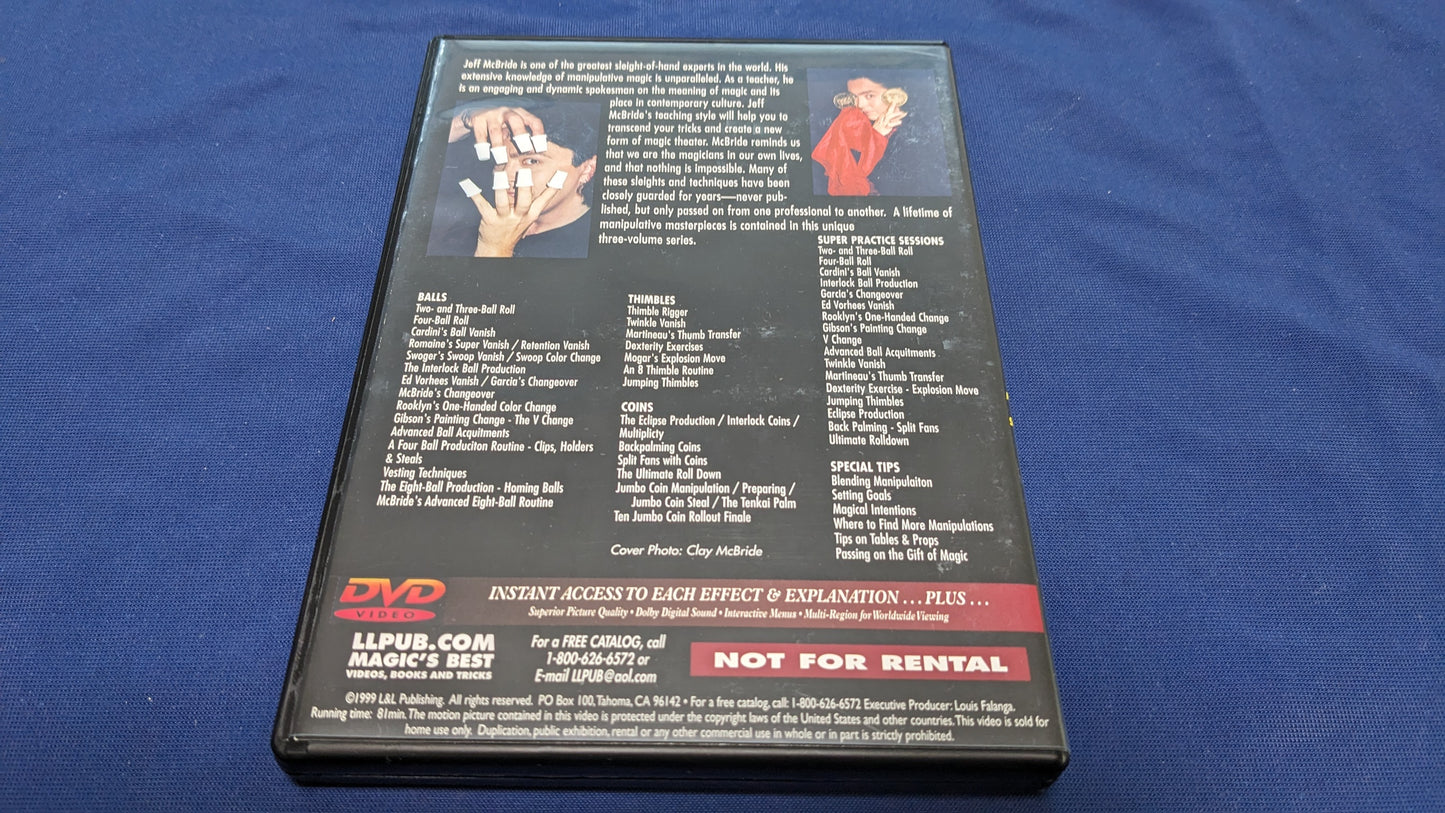 Jeff McBride is one of the greatest sleight-of-hand experts in the world. His
extensive knowledge of manipulative magic is unparalleled. As a teacher, he
is an engaging and dynamic spokesman on the meaning of magic and its
place in contemporary culture. Jeff
McBride's teaching style will help you to
transcend your tricks and create a new
form of magic theater. McBride reminds us
that we are the magicians in our own lives,
and that nothing is impossible. Many of
these sleights and techniques have been
closely guarded for years—never pub-
lished, but only passed on from one professional to another. A lifetime of
manipulative masterpieces is contained in this unique
three-volume series.
BALLS
Two- and Three-Ball Roll
Four-Ball Roll
Cardini's Ball Vanish
Romaine's Super Vanish / Retention Vanish
Swoger's Swoop Vanish / Swoop Color Change
The Interlock Ball Production
Ed Vorhees Vanish / Garcia's Changeover
McBride's Changeover
Rooklyn's One-Handed Color Change
Gibson's Painting Change - The V Change
Advanced Ball Acquitments
A Four Ball Produciton Routine - Clips, Holders
& Steals
Vesting Techniques
The Eight-Ball Production - Homing Balls
McBride's Advanced Eight-Ball Routine
THIMBLES
Thimble Rigger
Twinkle Vanish
Martineau's Thumb Transfer
Dexterity Exercises
Mogar's Explosion Move
An 8 Thimble Routine
Jumping Thimbles
COINS
The Eclipse Production / Interlock Coins /
Multiplicty
Backpalming Coins
Split Fans with Coins
The Ultimate Roll Down
Jumbo Coin Manipulation / Preparing /
Jumbo Coin Steal / The Tenkai Palm
Ten Jumbo Coin Rollout Finale
SUPER PRACTICE SESSIONS
Two- and Three-Ball Roll
Four-Ball Roll
Cardini's Ball Vanish
Interlock Ball Production
Garcia's Changeover
Ed Vorhees Vanish
Rooklyn's One-Handed Change
Gibson's Painting Change
V Change
Advanced Ball Acquitments
Twinkle Vanish
Martineau's Thumb Transfer
Dexterity Exercise - Explosion Move
Jumping Thimbles
Eclipse Production
Back Palming - Split Fans
Ultimate Rolldown
SPECIAL TIPS
Blending Manipulaiton
Setting Goals
Magical Intentions
Where to Find More Manipulations
Tips on Tables & Props
Passing on the Gift of Magic
Cover Photo: Clay McBride
DVD
VIDEO
INSTANT ACCESS TO EACH EFFECT & EXPLANATION . . . PLUS . . .
Superior Picture Quality • Dolby Digital Sound • Interactive Menus • Multi-Region for Worldwide Viewing
LLPUB.COM
MAGIC'S BEST
VIDEOS, BOOKS AND TRICKS
For a FREE CATALOG, call
1-800-626-6572 or
E-mail LLPUB@aol.com
NOT FOR RENTAL
©1999 L&L Publishing. All rights reserved. PO Box 100, Tahoma, CA 96142 • For a free catalog, call: 1-800-626-6572 Executive Producer: Louis Falanga.
Running time: 81min. The motion picture contained in this video is protected under the copyright laws of the United States and other countries. This video is sold for
home use only. Duplication, public exhibition, rental or any other commercial use in whole or in part is strictly prohibited.